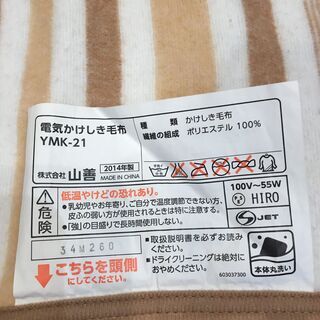 電気かけしき毛布
YMK-21
種 類 かけしき毛布
繊維の組成 ポリエステル 100%
株式会社 山善
2014年製
MADE IN CHINA
危険
低温やけどの恐れあり。
●乳幼児やお年寄り、ご自分で温度調節できない方、
皮ふの弱い方が使用されるときは特に注意する。
●「強」の目盛りで長時間使用しない。
100V～55W
HIRO
JET
34M260
こちらを頭側
にしてください。
●取扱説明書を必ずお読み
ください。
●ドライクリーニングは絶対に
おやめください。
本体丸洗い
603037300